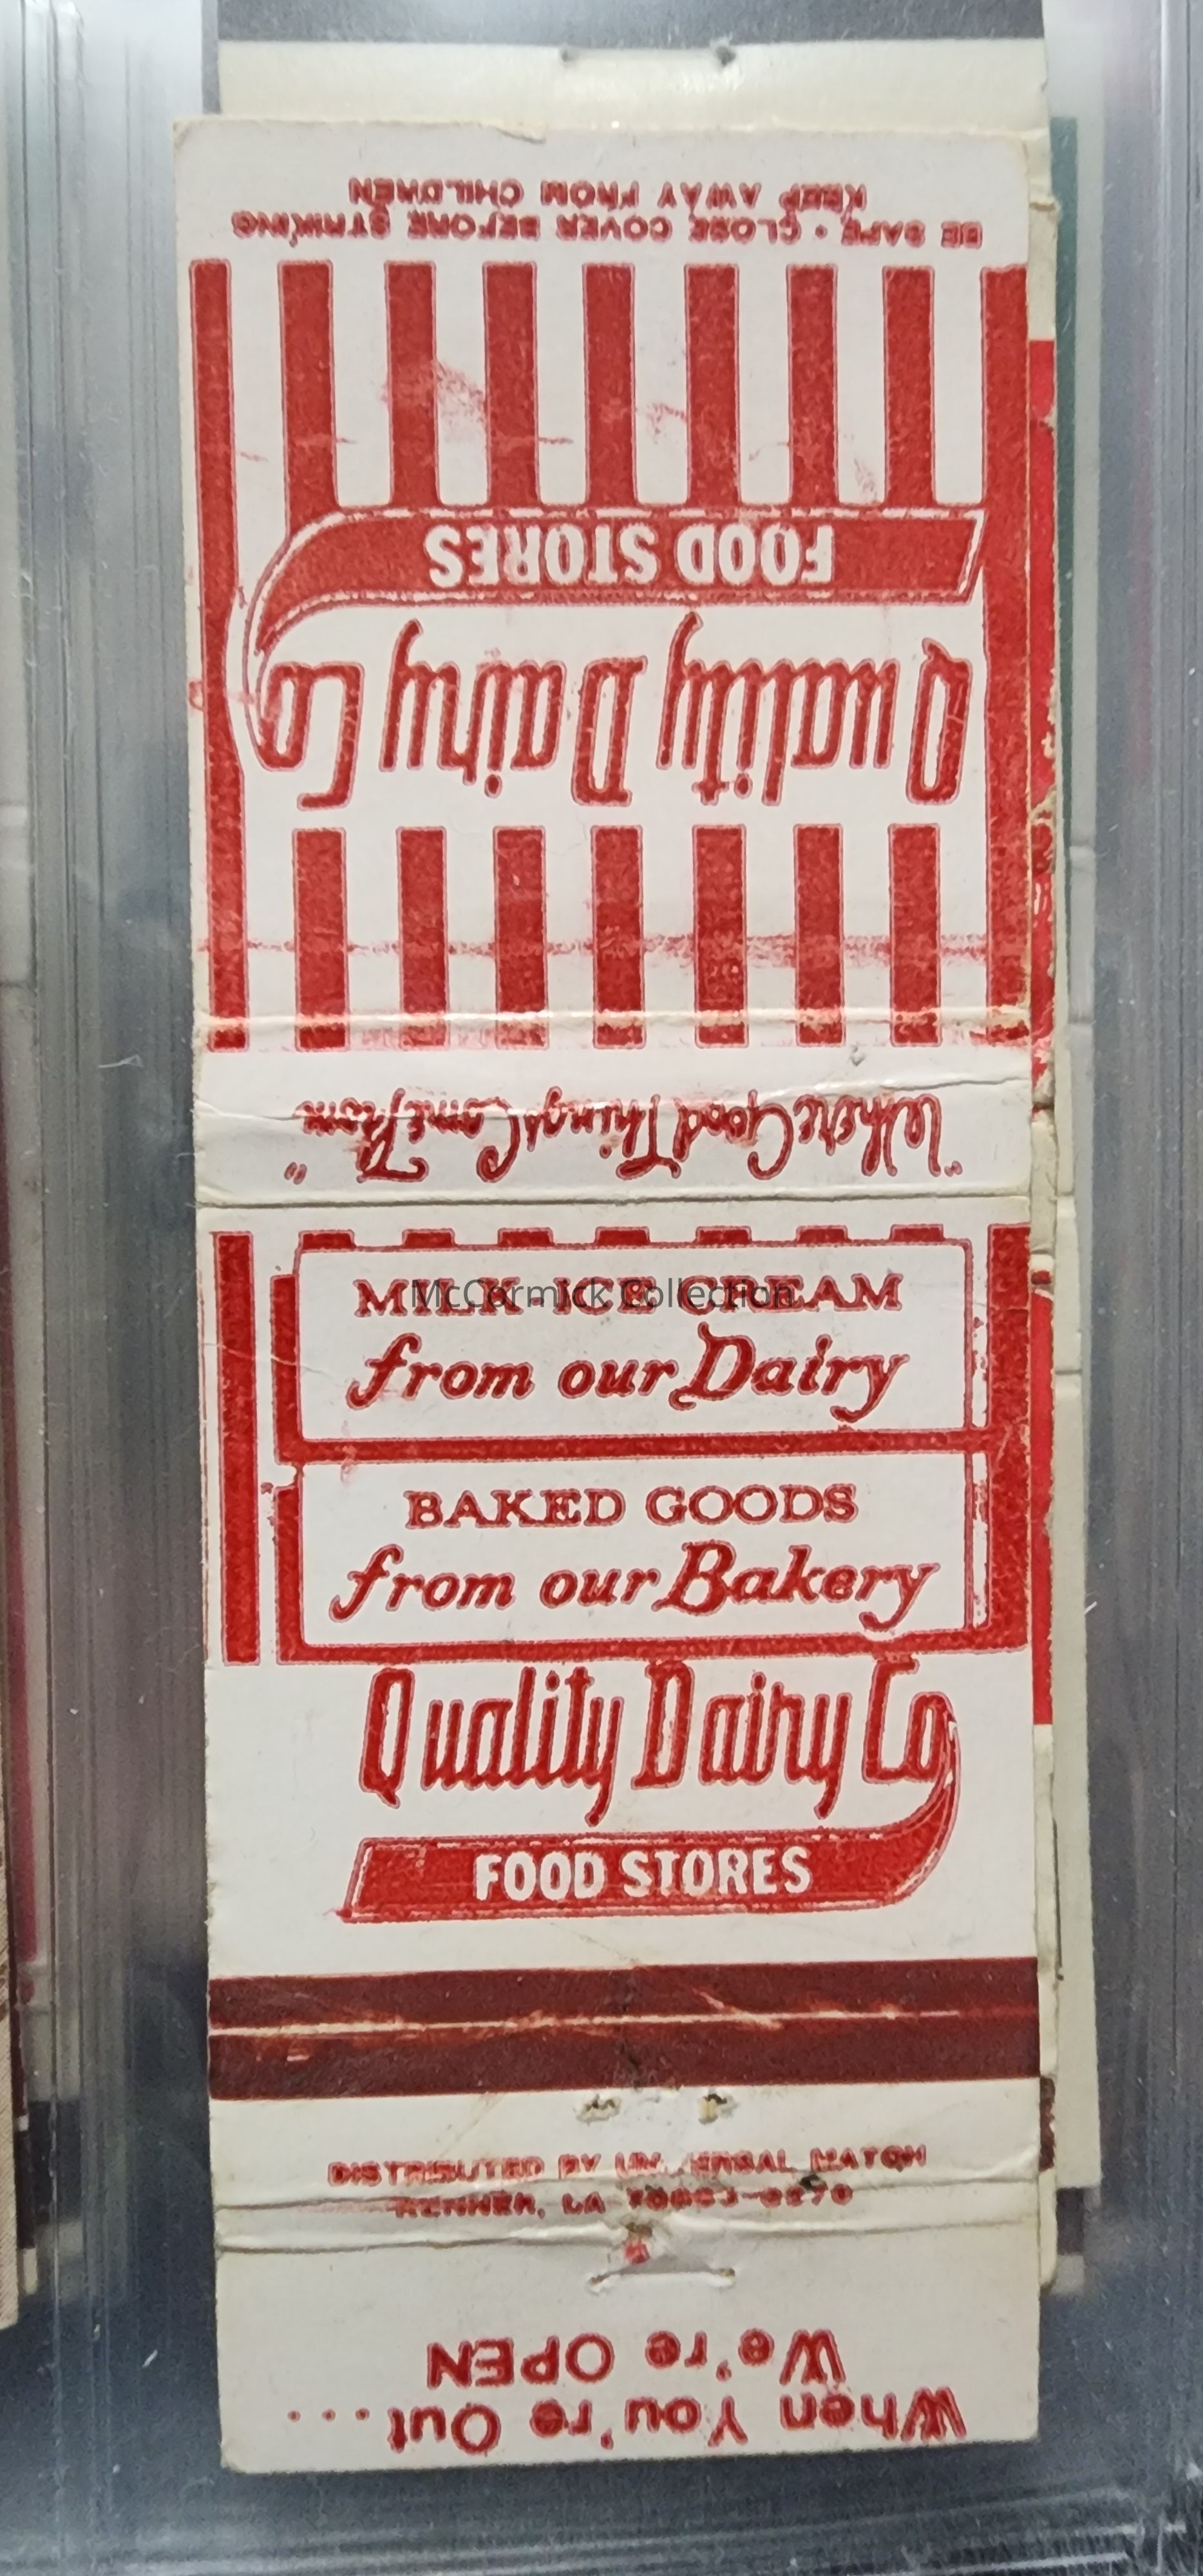 BE SAFE • CLOSE COVER BEFORE STRIKING
KEEP AWAY FROM CHILDREN
Quality Dairy Co
FOOD STORES
"Where Good Things Come From"
MILK-ICE CREAM
McCormick Collection
from our Dairy
BAKED GOODS
from our Bakery
Quality Dairy Co
FOOD STORES
DISTRIBUTED BY UNIVERSAL MATCH
KENNER, LA
When You're Out....
We're OPEN